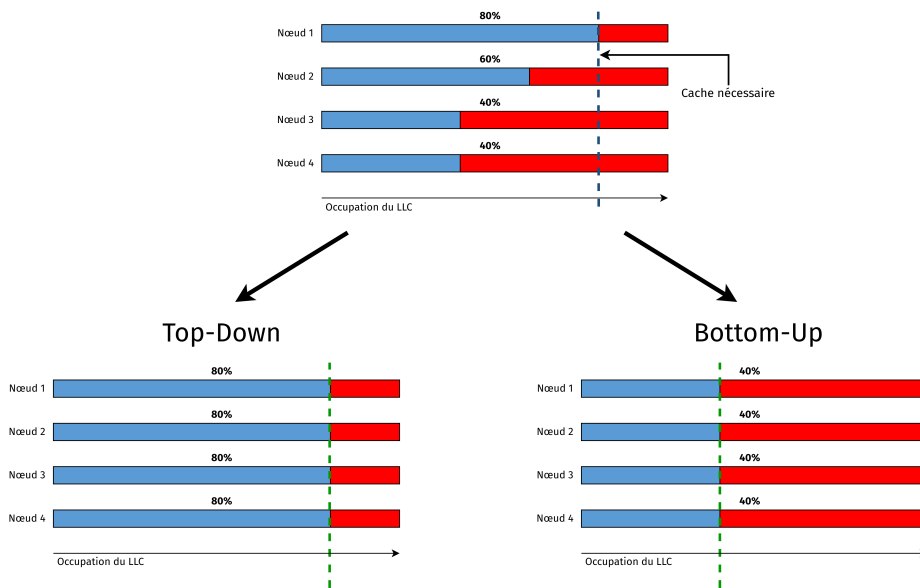 80%
Nœud 1
60%
Nœud 2
Cache nécessaire
40%
Nœud 3
40%
Nœud 4
Occupation du LLC
Top-Down
80%
Nœud 1
80%
Nœud 2
80%
Nœud 3
80%
Nœud 4
Occupation du LLC
Bottom-Up
40%
Nœud 1
40%
Nœud 2
40%
Nœud 3
40%
Nœud 4
Occupation du LLC